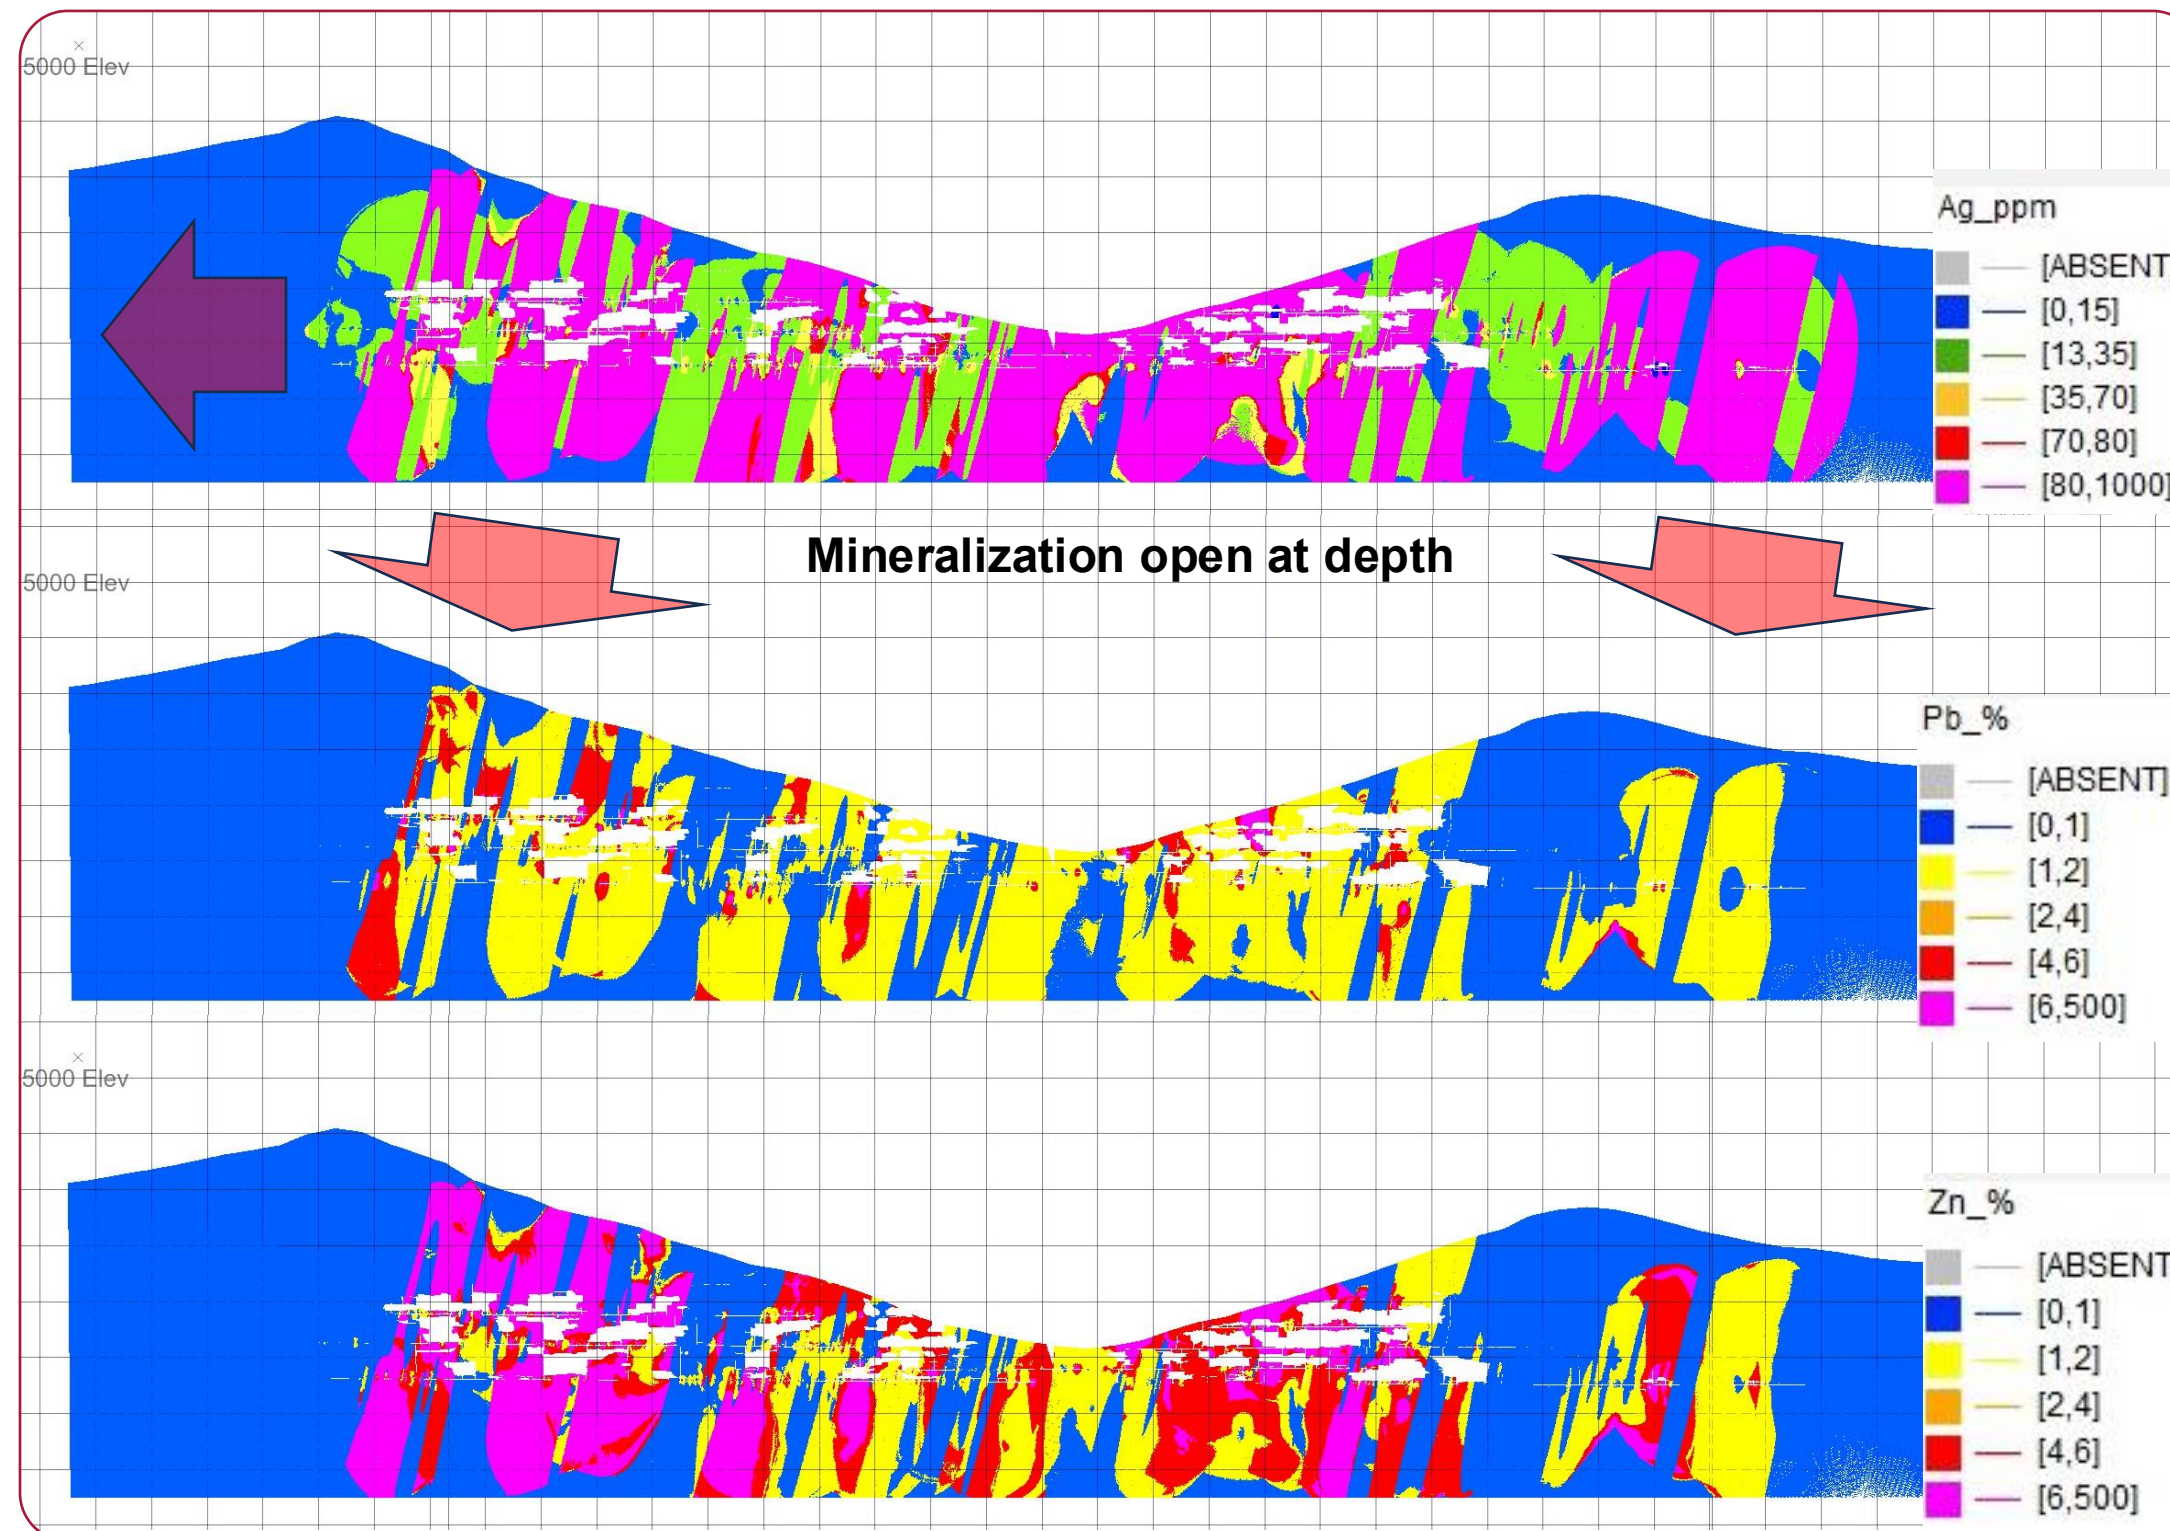 5000 Elev
Ag_ppm
[ABSENT
[0,15]
[13,35]
[35,70]
[70,80]
[80,1000]
Mineralization open at depth
5000 Elev
Pb_%
[ABSENT]
[0,1]
[1,2]
[2,4]
[4,6]
[6,500]
5000 Elev
Zn_%
[ABSENT
[0,1]
[1,2]
[2,4]
[4,6]
[6,500]